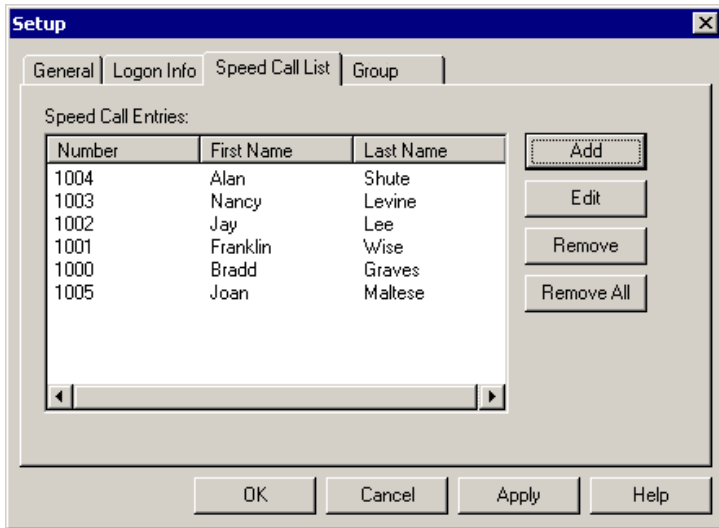 Setup
General Logon Info Speed Call List Group
Speed Call Entries:
Number First Name Last Name
1004 Alan Shute
1003 Nancy Levine
1002 Jay Lee
1001 Franklin Wise
1000 Bradd Graves
1005 Joan Maltese
Add
Edit
Remove
Remove All
OK Cancel Apply Help